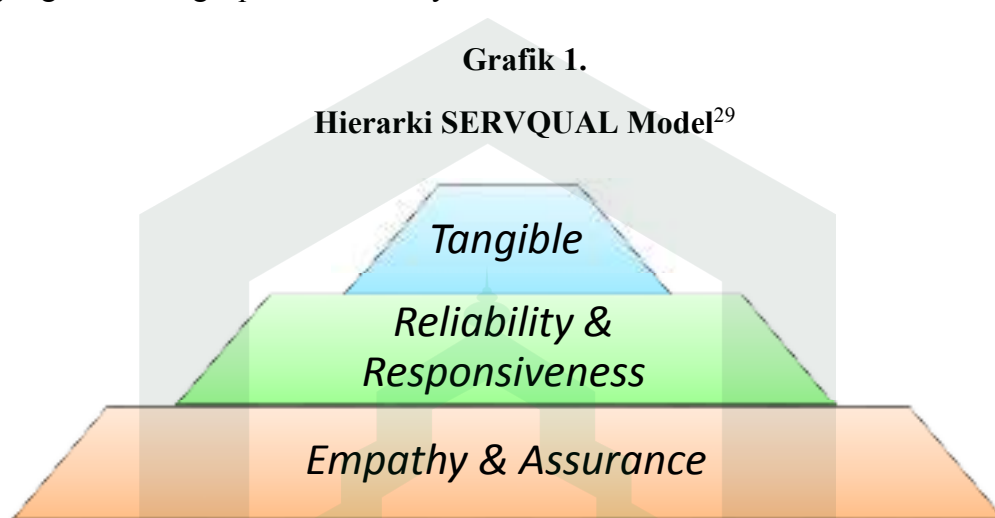 Grafik 1.
Hierarki SERVQUAL Model29
Tangible
Reliability &
Responsiveness
Empathy & Assurance